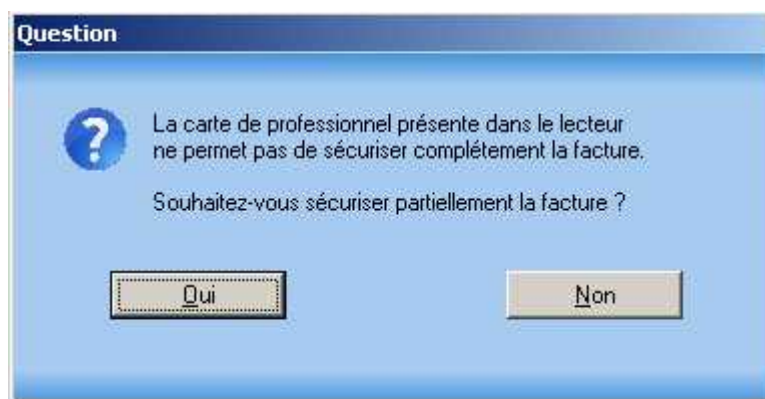 Question
La carte de professionnel présente dans le lecteur
ne permet pas de sécuriser complétement la facture.
Souhaitez-vous sécuriser partiellement la facture ?
Oui Non